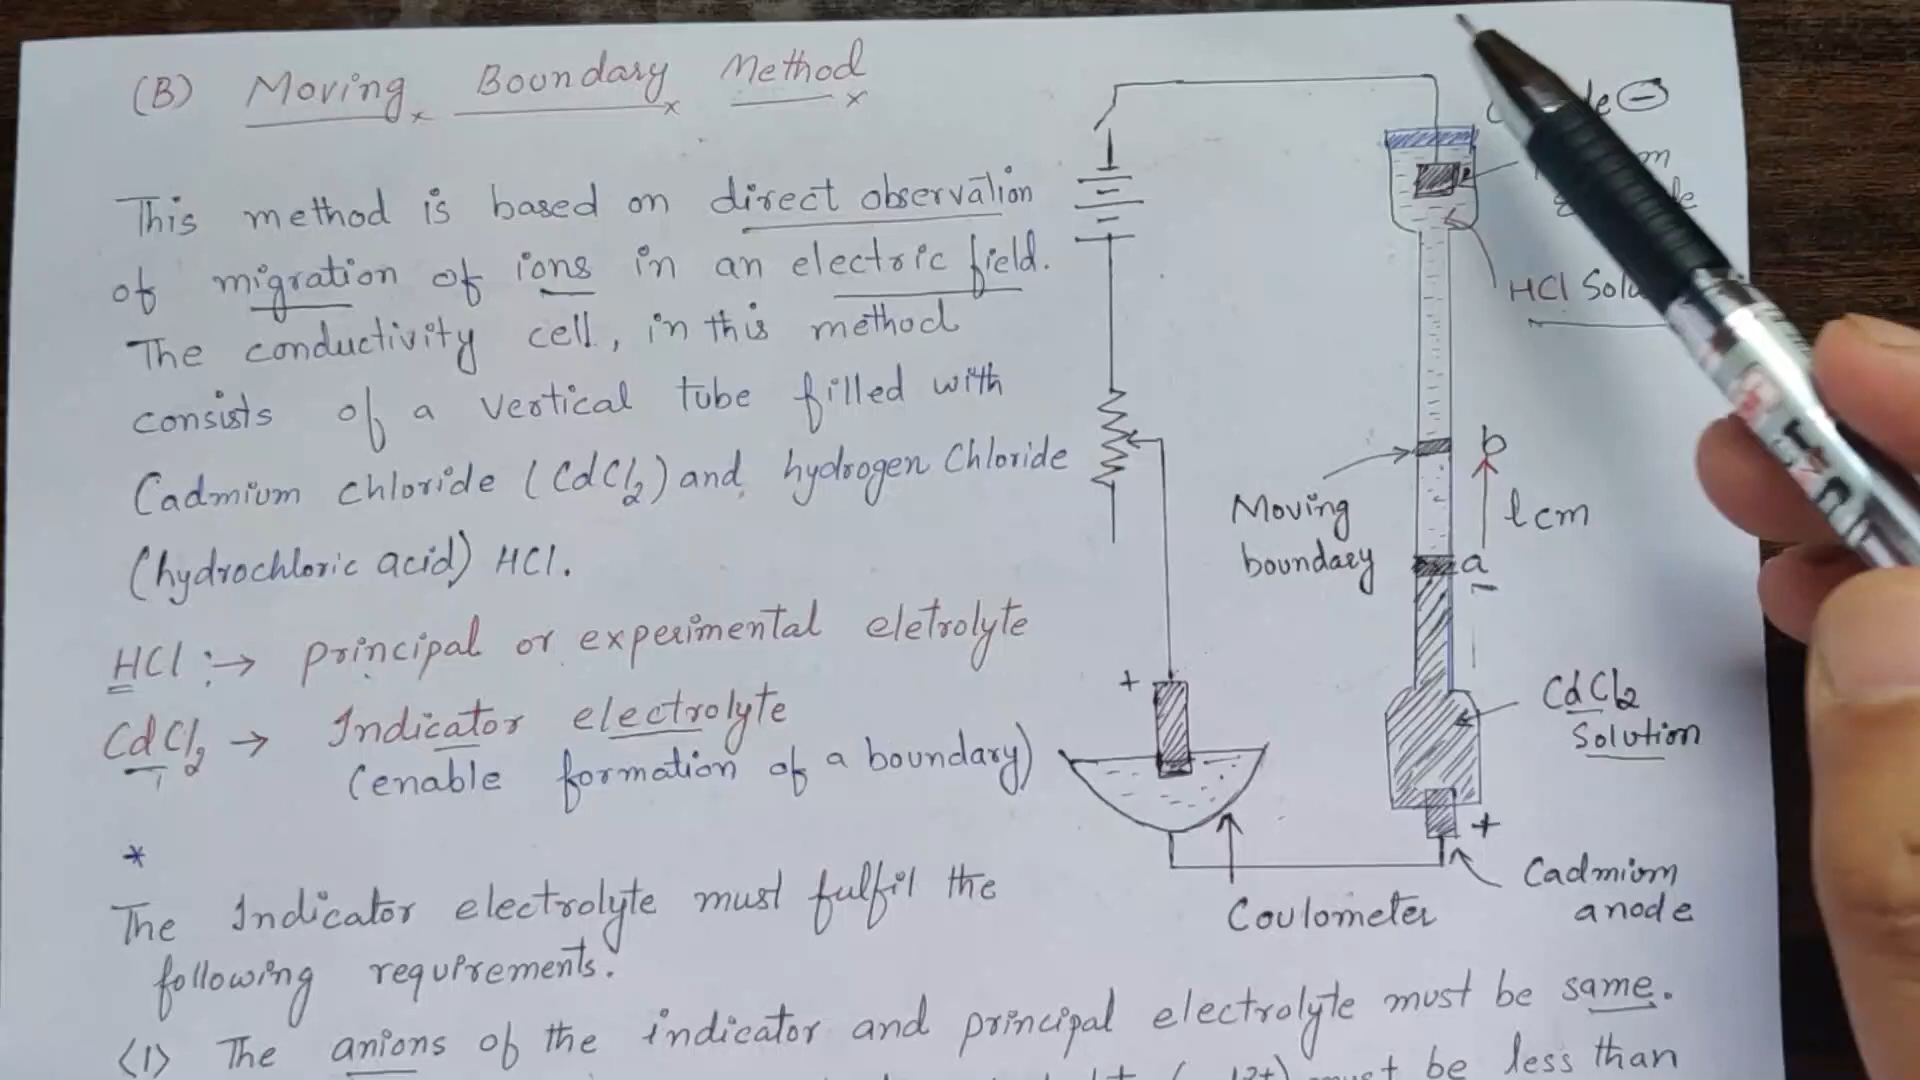 (B) Moving Boundary Method
This method is based on direct observation
of migration of ions in an electric field.
The conductivity cell, in this method
consists of a vertical tube filled with
Cadmium chloride (CdCl2) and hydrogen Chloride
(hydrochloric acid) HCl.
HCl :→ principal or experimental eletrolyte
CdCl2 → Indicator electrolyte
(enable formation of a boundary)
*
The Indicator electrolyte must fulfil the
following requirements.
(1) The anions of the indicator and principal electrolyte must be same.
must be less than
⊖
HCl
b
l cm
Moving
boundary
a
CdCl2
Solution
+
+
Cadmium
anode
Coulometer